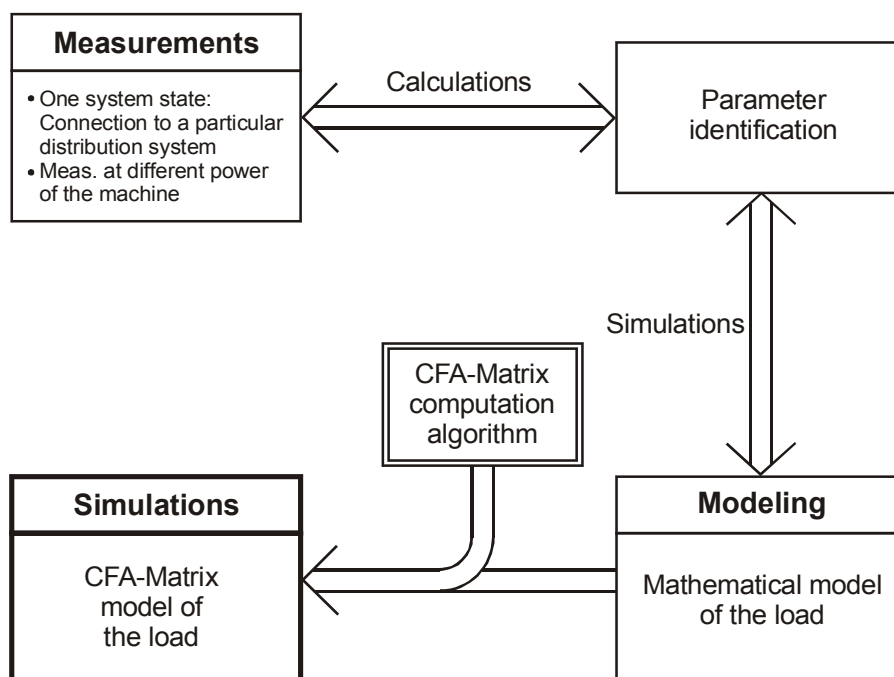 Measurements
• One system state:
Connection to a particular
distribution system
• Meas. at different power
of the machine
Calculations
Parameter
identification
Simulations
CFA-Matrix
computation
algorithm
Simulations
CFA-Matrix
model of
the load
Modeling
Mathematical model
of the load